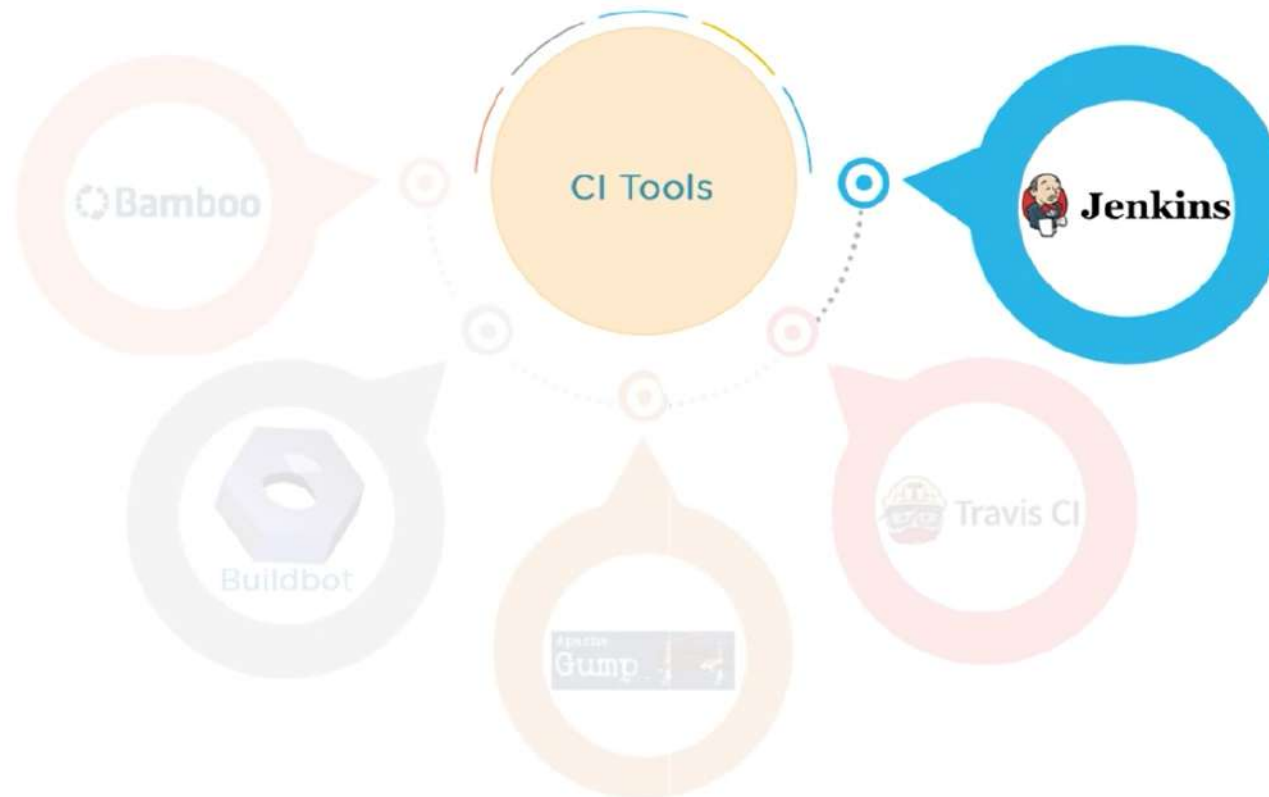 CI Tools
Bamboo
Jenkins
Buildbot
Travis CI
Apache
Gump